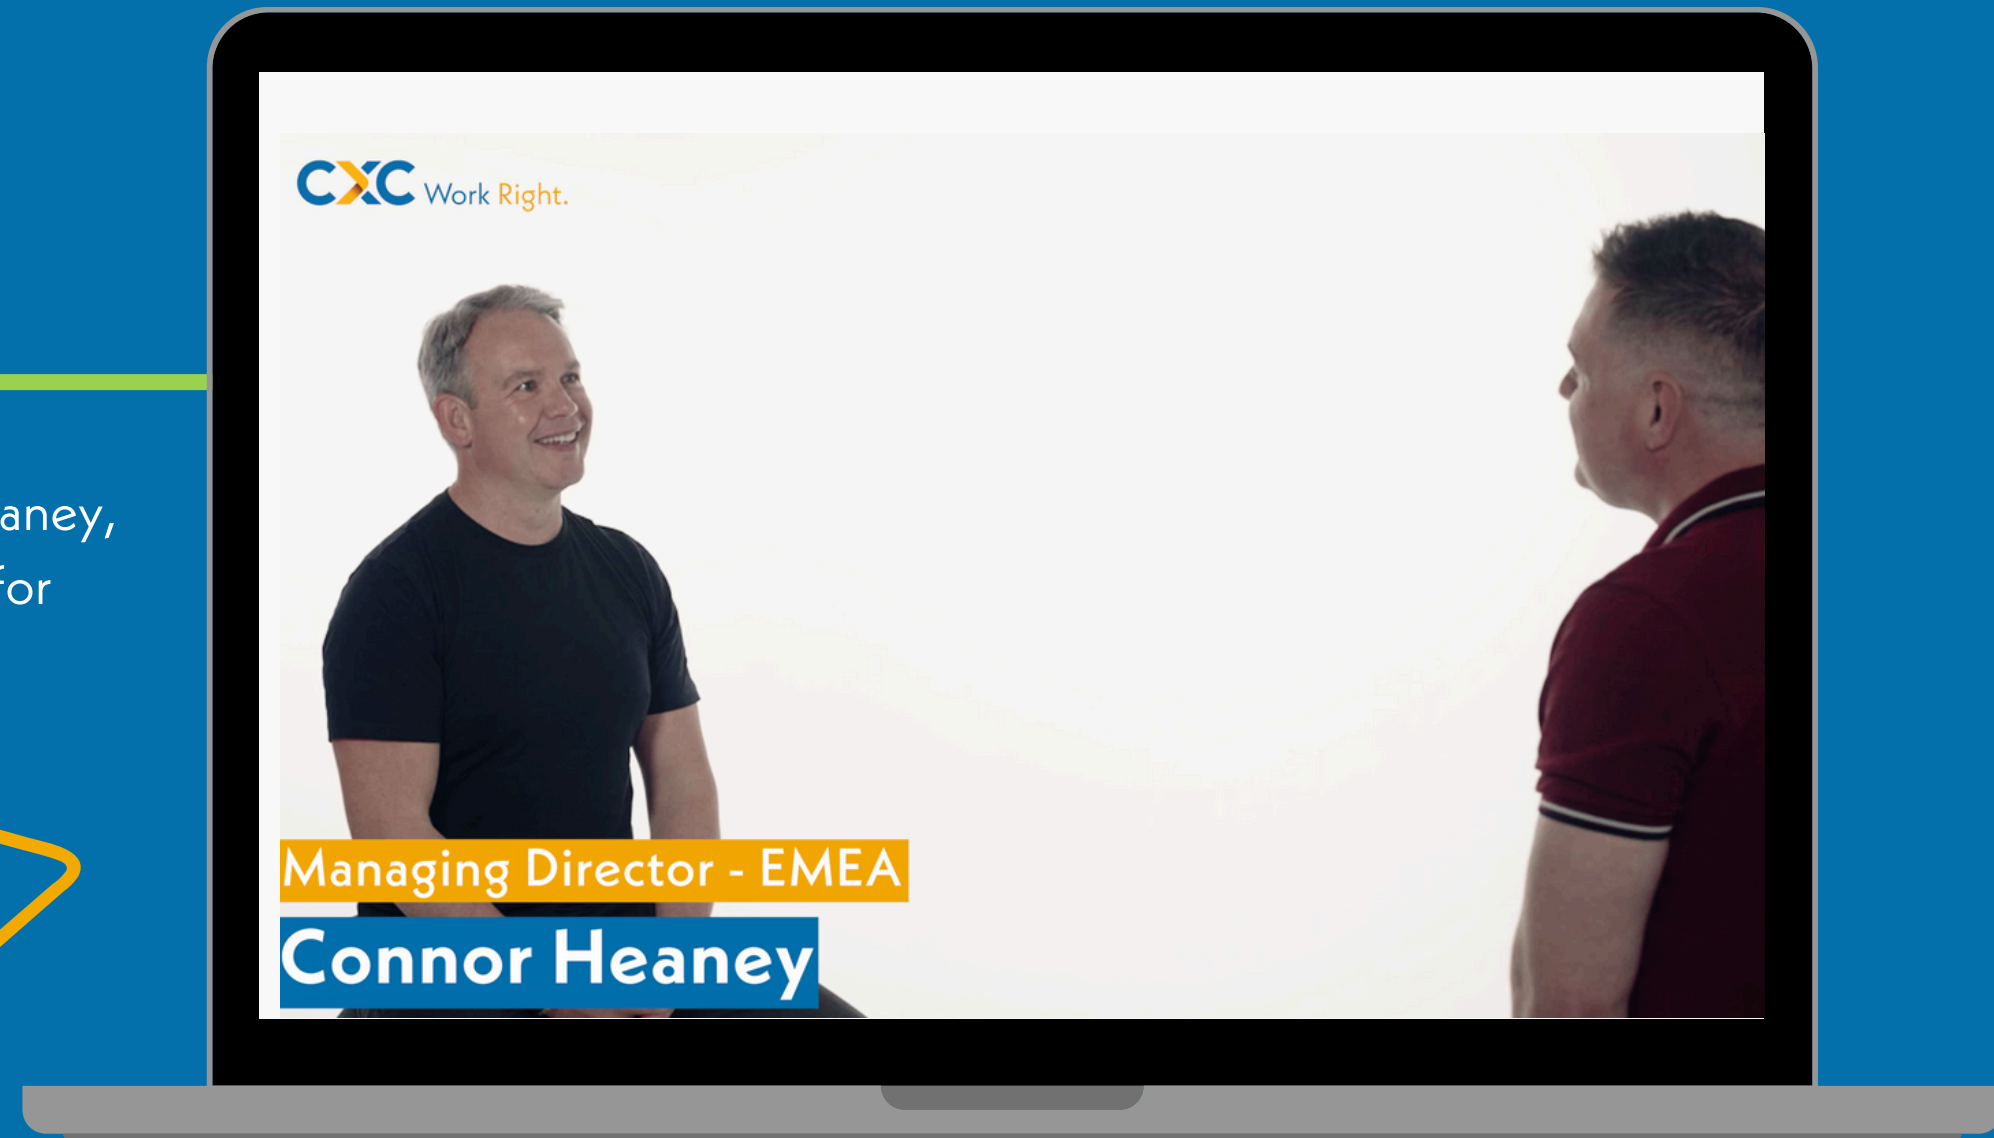 CXC Work Right.
aney,
for
Managing Director - EMEA
Connor Heaney